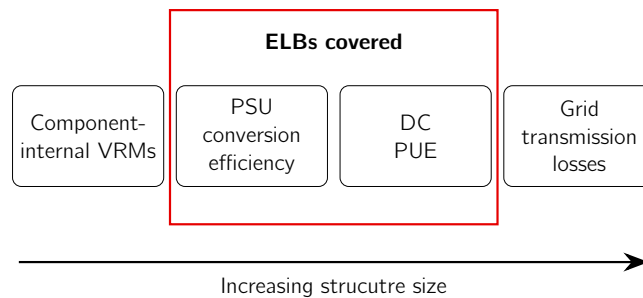 ELBs covered
Component-
internal VRMs
PSU
conversion
efficiency
DC
PUE
Grid
transmission
losses
Increasing strucutre size